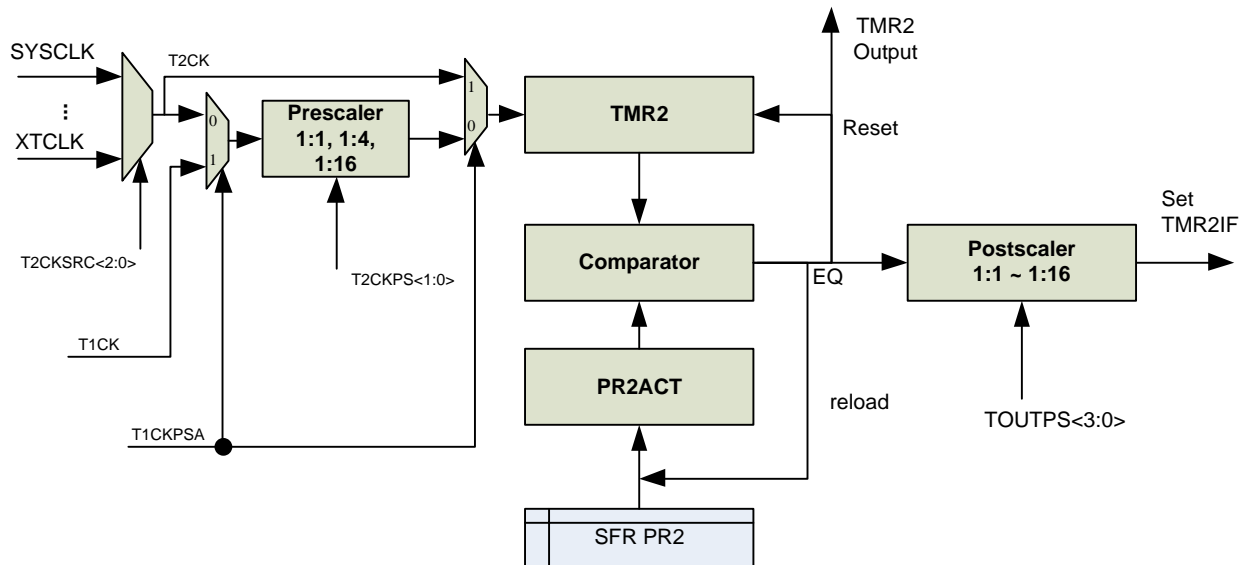 SYSCLK
⋮
XTCLK
T2CK
0
1
Prescaler
1:1, 1:4,
1:16
1
0
TMR2
TMR2
Output
Reset
T2CKSRC<2:0>
T2CKPS<1:0>
Comparator
EQ
Postscaler
1:1 ~ 1:16
Set
TMR2IF
T1CK
PR2ACT
reload
TOUTPS<3:0>
T1CKPSA
SFR PR2